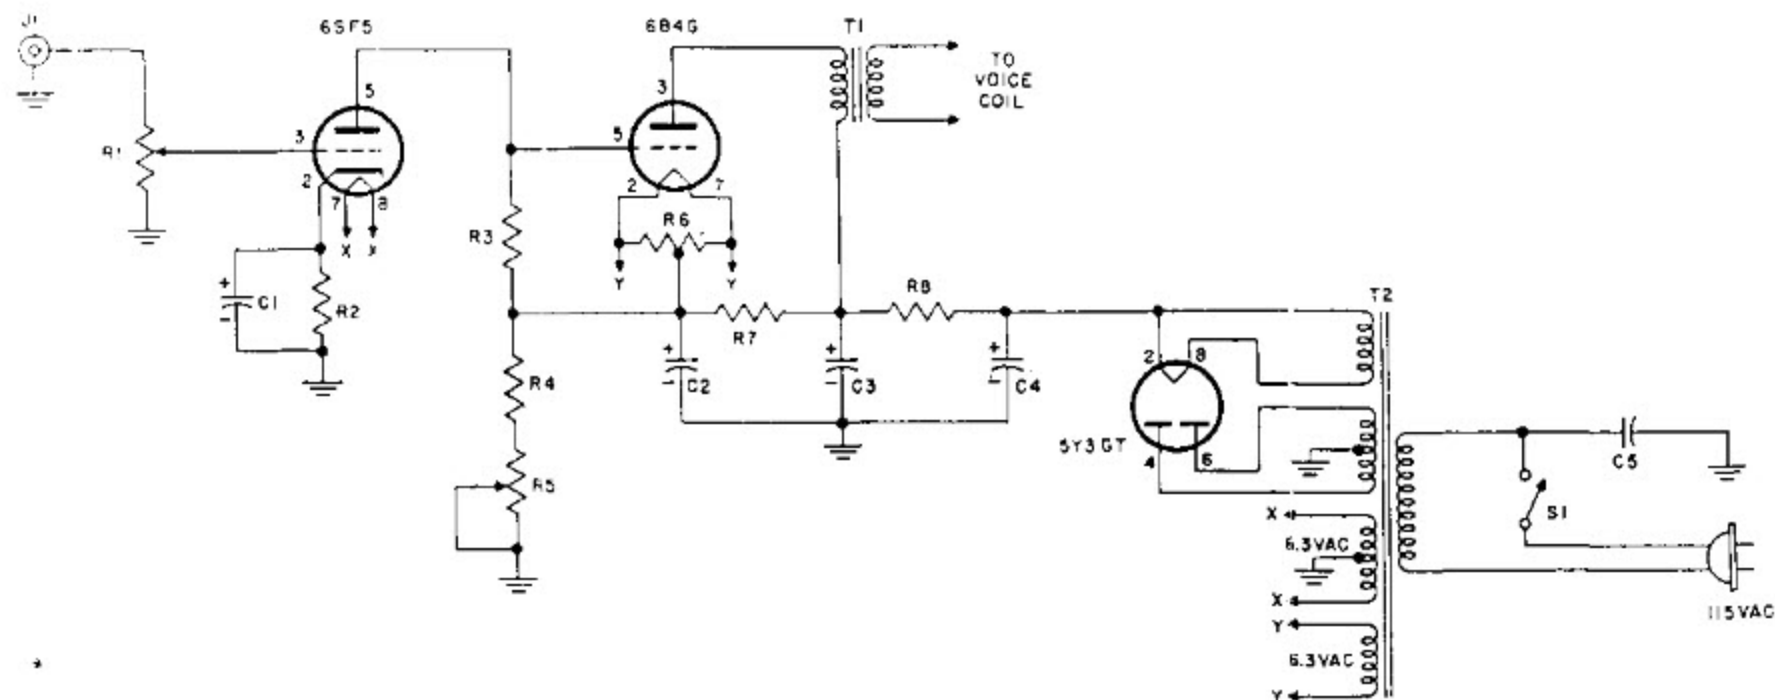 J1
6SF5
6B4G
T1
TO
VOICE
COIL
5
3
3
5
R1
2
7
8
2
7
R3
R6
X
X
Y
Y
+
C1
-
R2
R7
R8
T2
+
-
C2
+
-
C3
+
-
C4
2
8
R4
5Y3GT
4
6
C5
R5
X
6.3VAC
S1
X
115VAC
Y
6.3VAC
Y